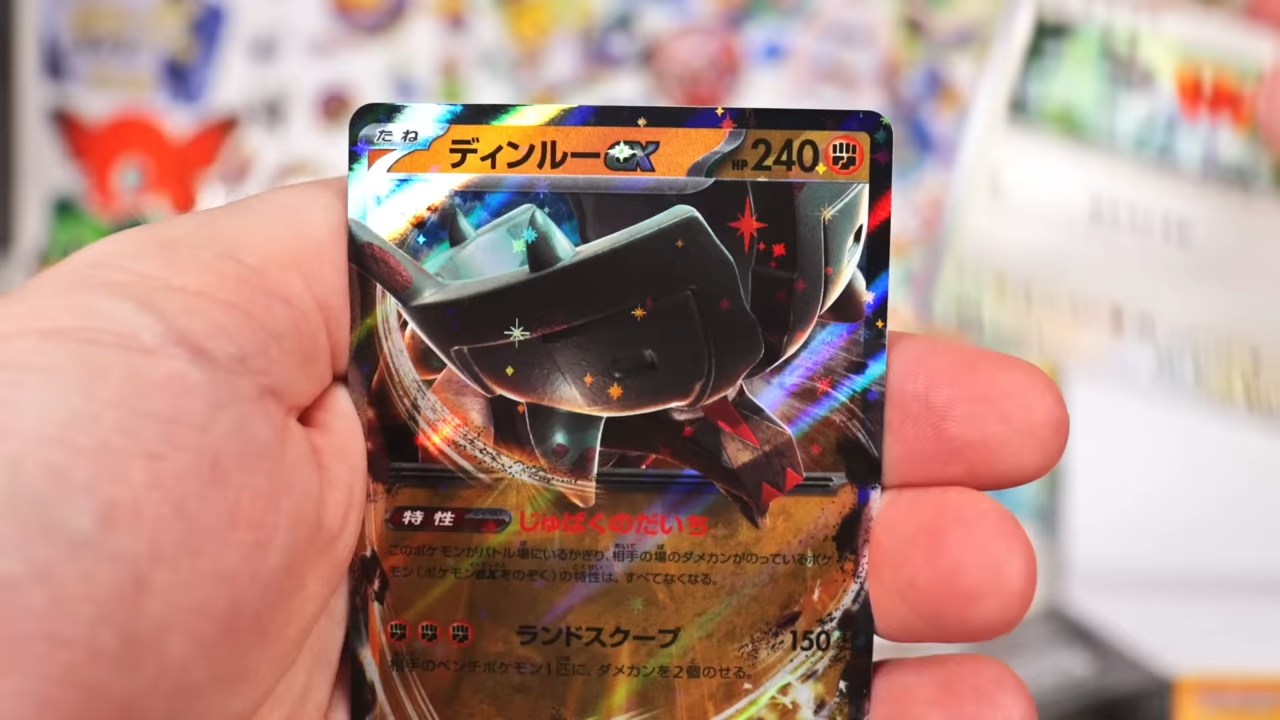 たね ディンルーex HP240
特性 じゅばくのだいち
このポケモンがバトル場にいるかぎり、相手の場のダメカンがのっているポケ
モン（ポケモンexをのぞく）の特性は、すべてなくなる。
ランドスクープ 150
相手のベンチポケモン1匹に、ダメカンを2個のせる。